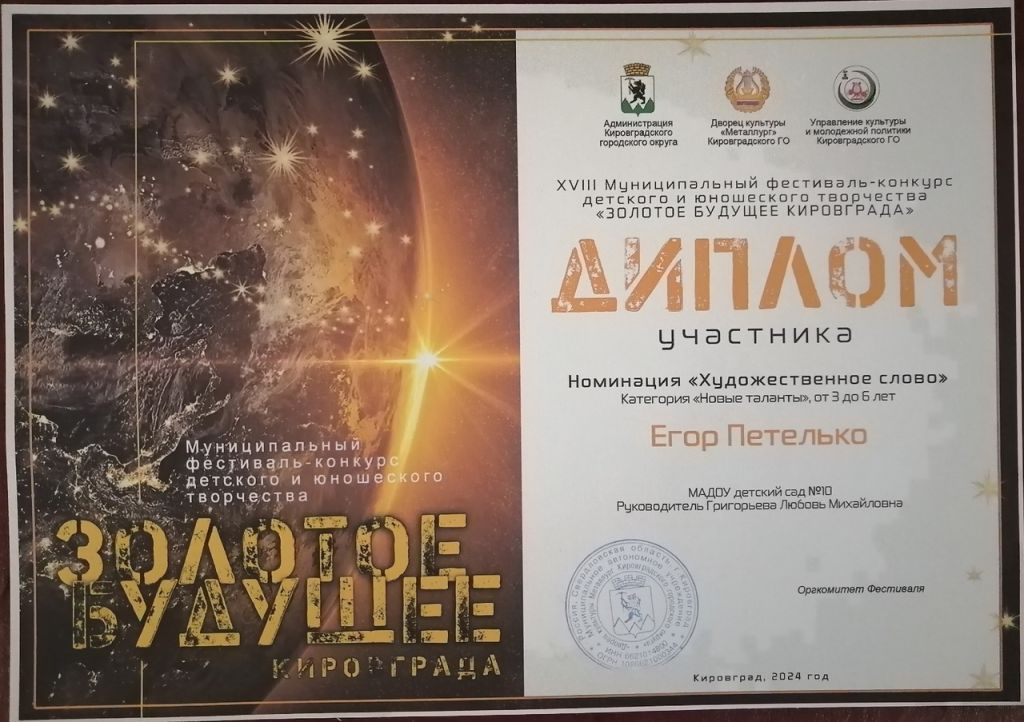 Муниципальный
фестиваль-конкурс
детского и юношеского
творчества
ЗОЛОТОЕ
БУДУЩЕЕ
КИРОВГРАДА
Администрация
Кировградского
городского округа
Дворец культуры
«Металлург»
Кировградского ГО
Управление культуры
и молодежной политики
Кировградского ГО
XVIII Муниципальный фестиваль-конкурс
детского и юношеского творчества
«ЗОЛОТОЕ БУДУЩЕЕ КИРОВГРАДА»
ДИПЛОМ
участника
Номинация «Художественное слово»
Категория «Новые таланты», от 3 до 6 лет
Егор Петелько
МАДОУ детский сад №10
Руководитель Григорьева Любовь Михайловна
Оргкомитет Фестиваля
Кировград, 2024 год